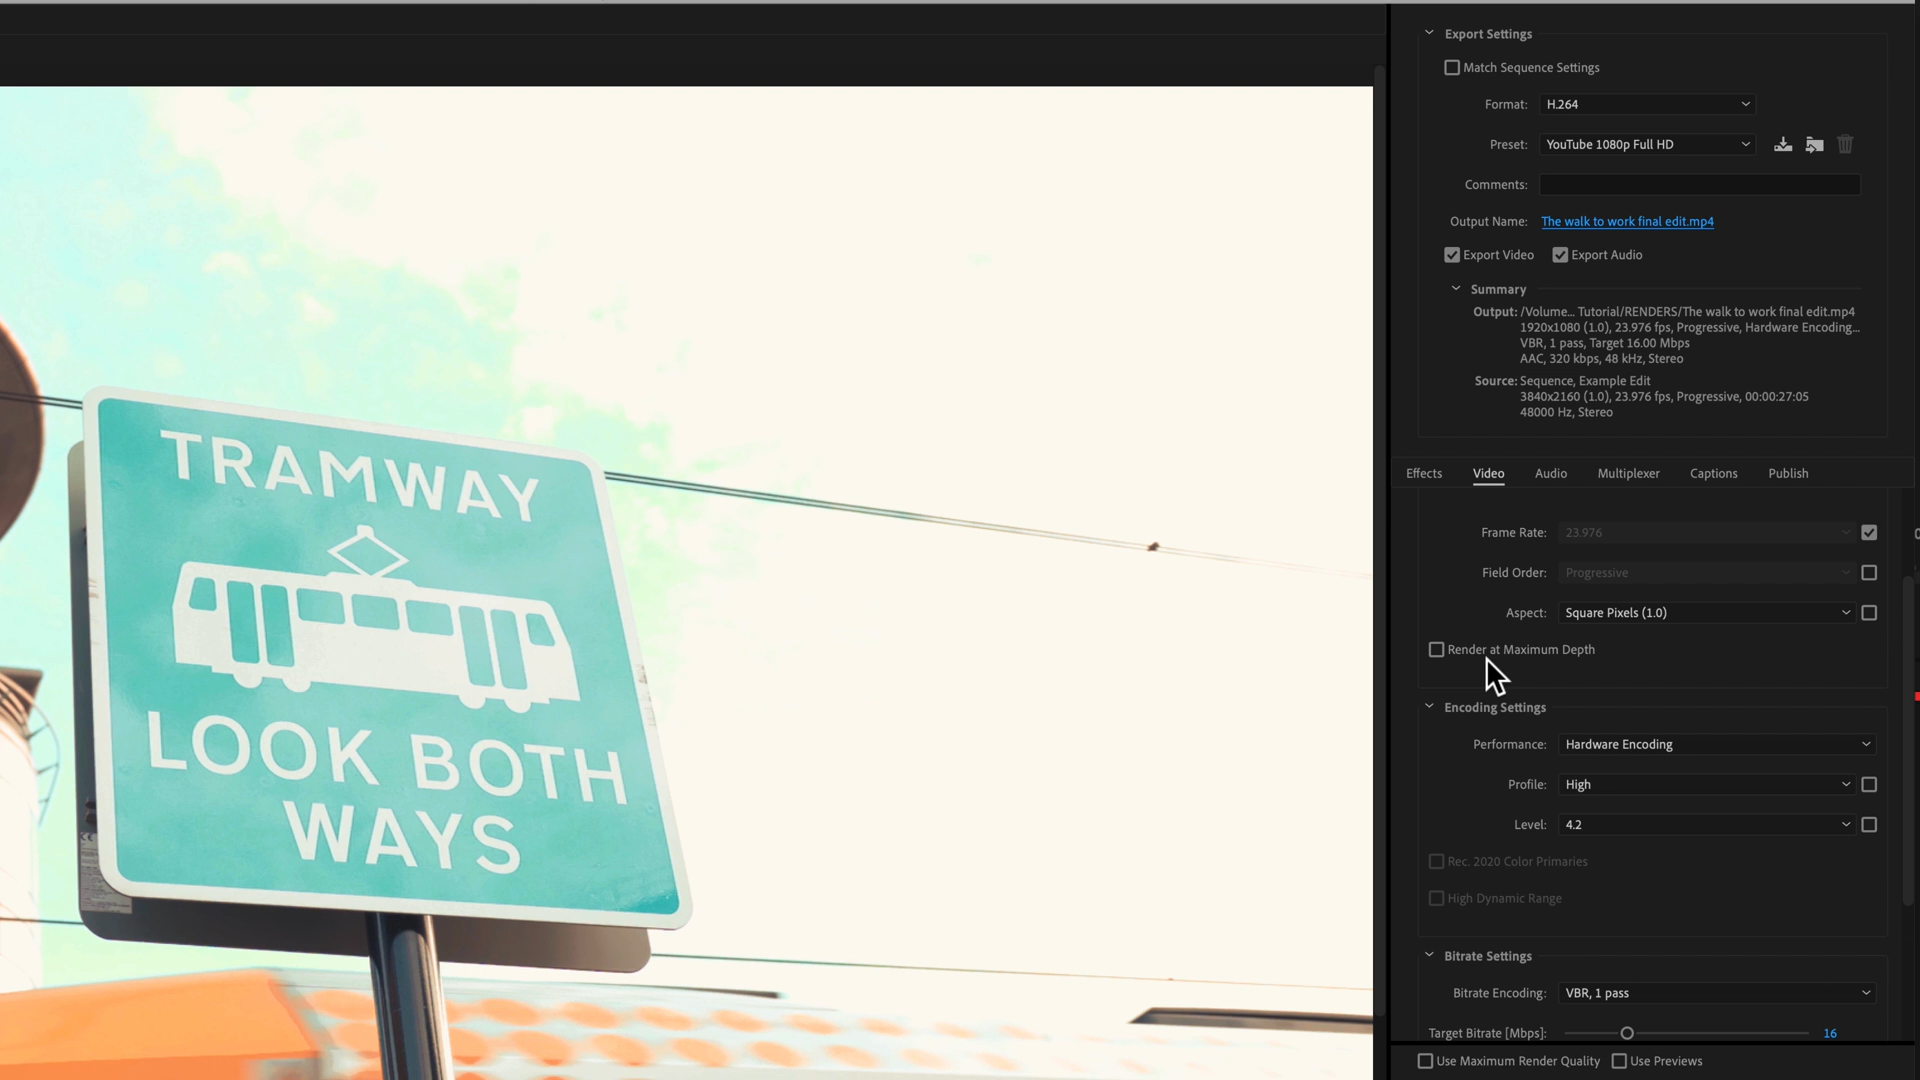 Export Settings
Match Sequence Settings
Format: H.264
Preset: YouTube 1080p Full HD
Comments:
Output Name: The walk to work final edit.mp4
Export Video Export Audio
Summary
Output: /Volume... Tutorial/RENDERS/The walk to work final edit.mp4
1920x1080 (1.0), 23.976 fps, Progressive, Hardware Encoding...
VBR, 1 pass, Target 16.00 Mbps
AAC, 320 kbps, 48 kHz, Stereo
Source: Sequence, Example Edit
3840x2160 (1.0), 23.976 fps, Progressive, 00:00:27:05
48000 Hz, Stereo
Effects Video Audio Multiplexer Captions Publish
Frame Rate: 23.976
Field Order: Progressive
Aspect: Square Pixels (1.0)
Render at Maximum Depth
Encoding Settings
Performance: Hardware Encoding
Profile: High
Level: 4.2
Rec. 2020 Color Primaries
High Dynamic Range
Bitrate Settings
Bitrate Encoding: VBR, 1 pass
Target Bitrate [Mbps]: 16
Use Maximum Render Quality Use Previews
TRAMWAY
LOOK BOTH
WAYS